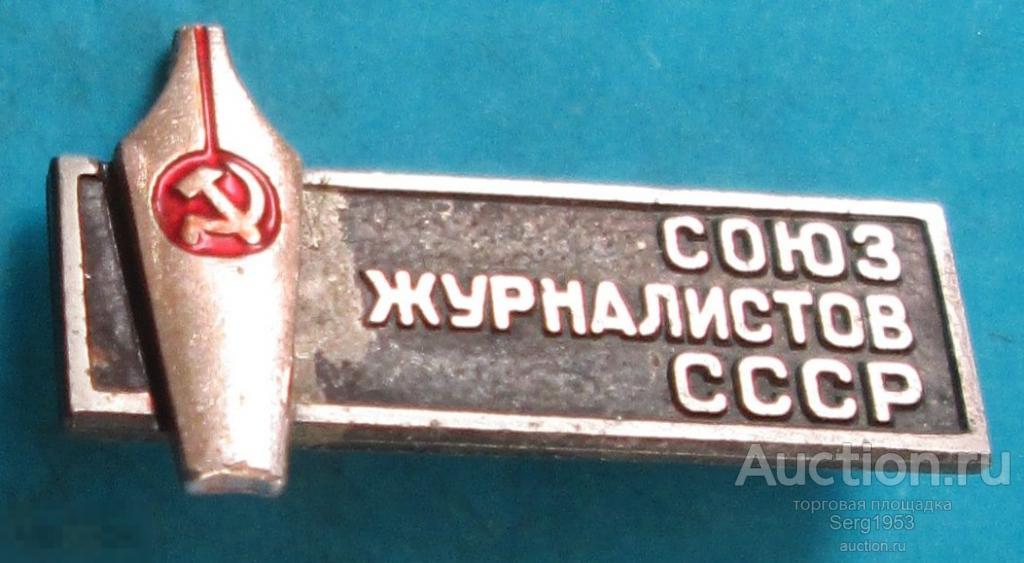 СОЮЗ
ЖУРНАЛИСТОВ
СССР
Auction.ru
торговая площадка
Serg1953
auction.ru